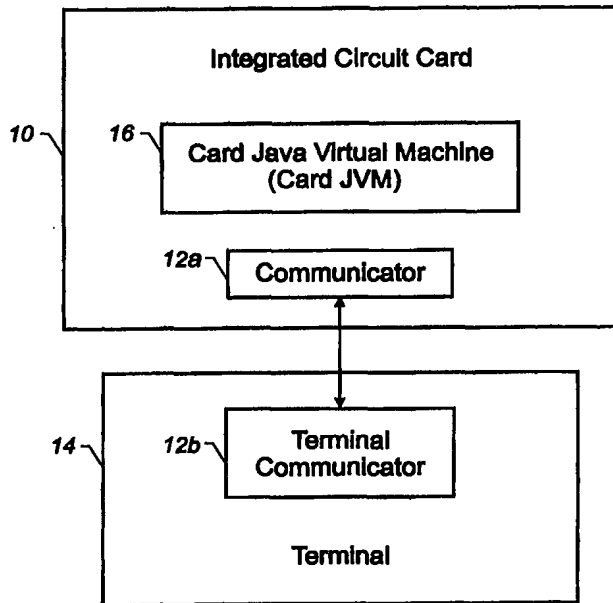 Integrated Circuit Card
10
16
Card Java Virtual Machine
(Card JVM)
12a
Communicator
14
12b
Terminal
Communicator
Terminal